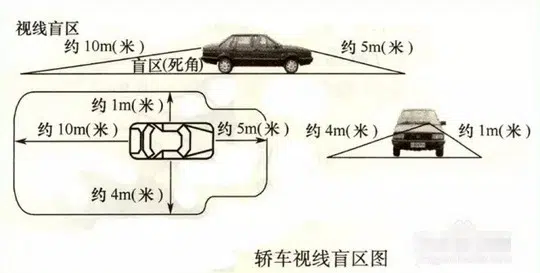 视线盲区
约 10m(米)
约 5m(米)
盲区(死角)
约 1m(米)
约 10m(米)
约 5m(米)
约 4m(米)
约 4m(米)
约 1m(米)
轿车视线盲区图